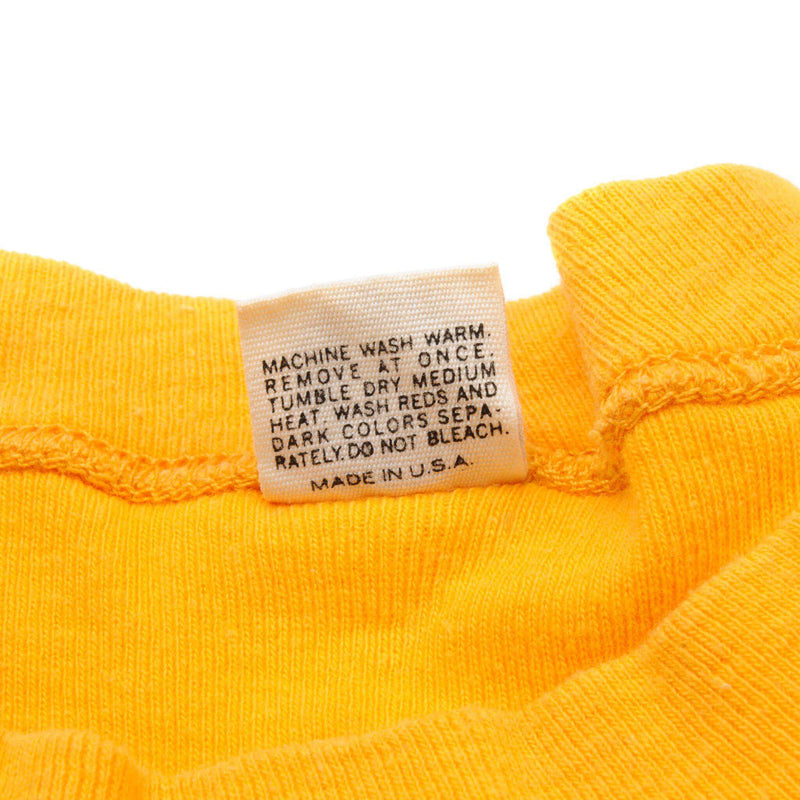 MACHINE WASH WARM.
REMOVE AT ONCE.
TUMBLE DRY MEDIUM
HEAT. WASH REDS AND
DARK COLORS SEPA-
RATELY. DO NOT BLEACH.
MADE IN U.S.A.